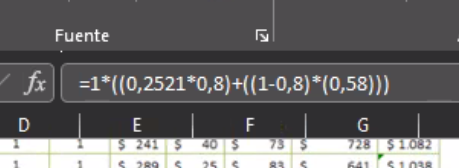 Fuente
fx =1*((0,2521*0,8)+((1-0,8)*(0,58)))
D E F G
1 1 $ 241 $ 40 $ 73 $ 728 $ 1.082
1 1 $ 289 $ 25 $ 83 $ 641 $ 1.038